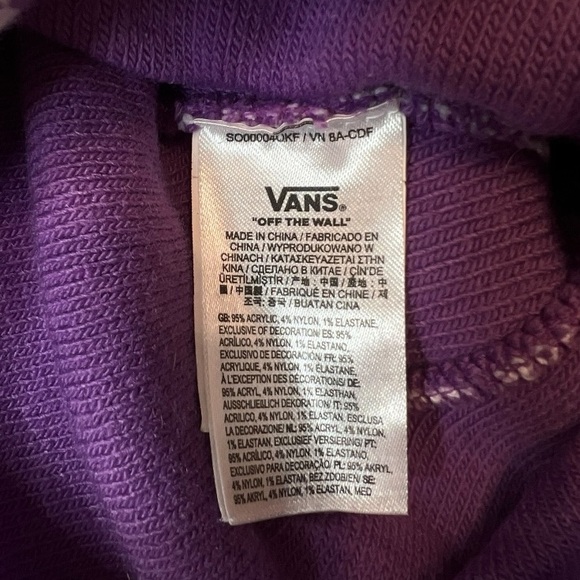 SO00004OKF / VN 8A-CDF
VANS®
"OFF THE WALL"
MADE IN CHINA / FABRICADO EN
CHINA / WYPRODUKOWANO W
CHINACH / ΚΑΤΑΣΚΕΥΑΖΕΤΑΙ ΣΤΗΝ
ΚΙΝΑ / СДЕЛАНО В КИТАЕ / ÇİN'DE
ÜRETİLMİŞTİR / 产地：中国 / 產地：中
國 / FABRIQUÉ EN CHINE / 제
조국: 중국 / BUATAN CINA
GB: 95% ACRYLIC, 4% NYLON, 1% ELASTANE,
EXCLUSIVE OF DECORATION/ ES: 95%
ACRÍLICO, 4% NYLON, 1% ELASTANO,
EXCLUSIVO DE DECORACIÓN/ FR: 95%
ACRYLIQUE, 4% NYLON, 1% ELASTANE,
À L'EXCEPTION DES DÉCORATIONS/ DE:
95% ACRYL, 4% NYLON, 1% ELASTHAN,
AUSSCHLIEßLICH DEKORATION/ IT: 95%
ACRILICO, 4% NYLON, 1% ELASTAN, ESCLUSA
LA DECORAZIONE/ NL: 95% ACRYL, 4% NYLON,
1% ELASTAN, EXCLUSIEF VERSIERING/ PT:
95% ACRÍLICO, 4% NYLON, 1% ELASTANO,
EXCLUSIVO PARA DECORAÇÃO/ PL: 95% AKRYL,
4% NYLON, 1% ELASTAN, BEZ ZDOBIEN/ SE:
95% AKRYL, 4% NYLON, 1% ELASTAN, MED